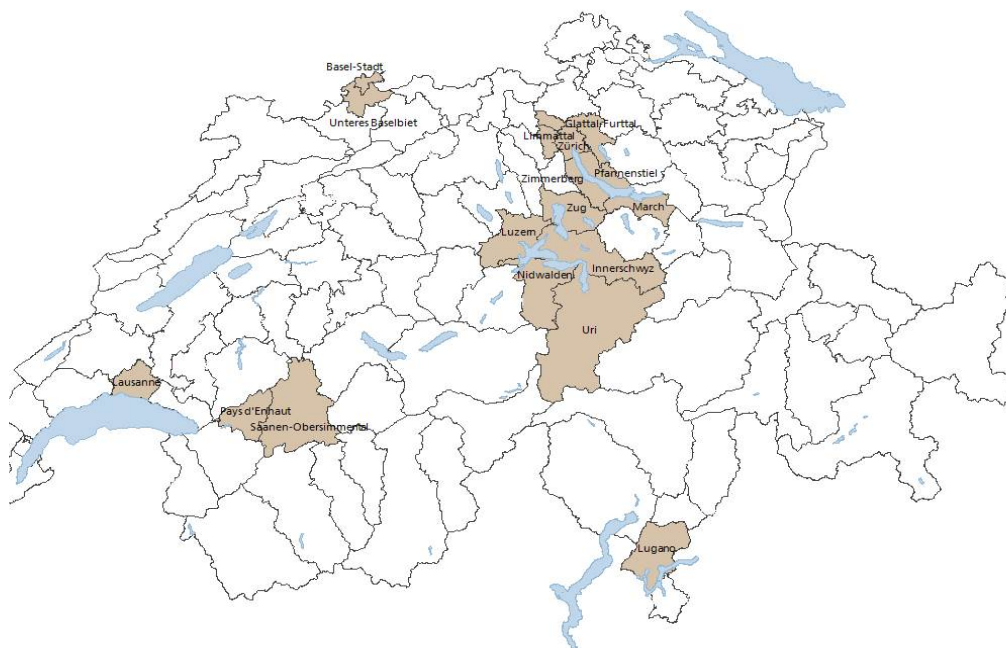 Basel-Stadt
Unteres Baselbiet
Glattal-Furttal
Limmattal
Zürich
Zimmerberg
Pfannenstiel
Zug
March
Luzern
Nidwalden
Innerschwyz
Uri
Lausanne
Pays d'Enhaut
Saanen-Obersimmental
Lugano